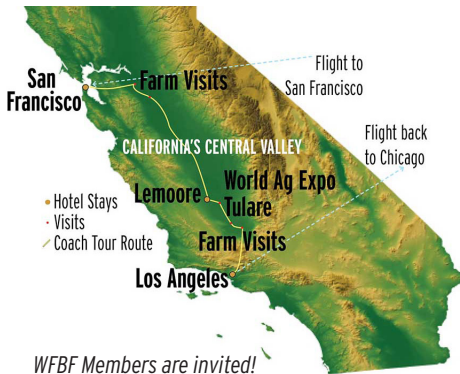 Flight to
San Francisco
San
Francisco
Farm Visits
Flight back
to Chicago
CALIFORNIA'S CENTRAL VALLEY
World Ag Expo
Tulare
Lemoore
Hotel Stays
Visits
Coach Tour Route
Farm Visits
Los Angeles
WFBF Members are invited!